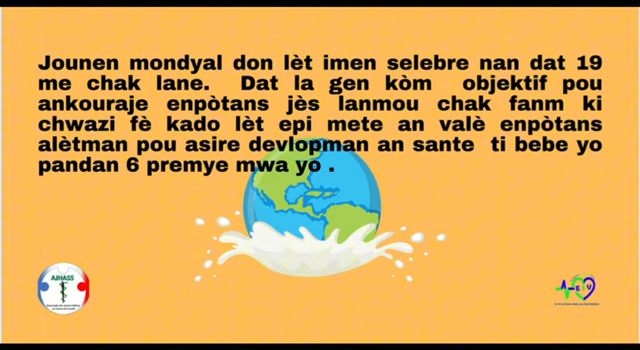 Jounen mondyal don lèt imen selebre nan dat 19
me chak lane. Dat la gen kòm objektif pou
ankouraje enpòtans jès lanmou chak fanm ki
chwazi fè kado lèt epi mete an valè enpòtans
alètman pou asire devlopman an sante ti bebe yo
pandan 6 premye mwa yo .
AJHASS